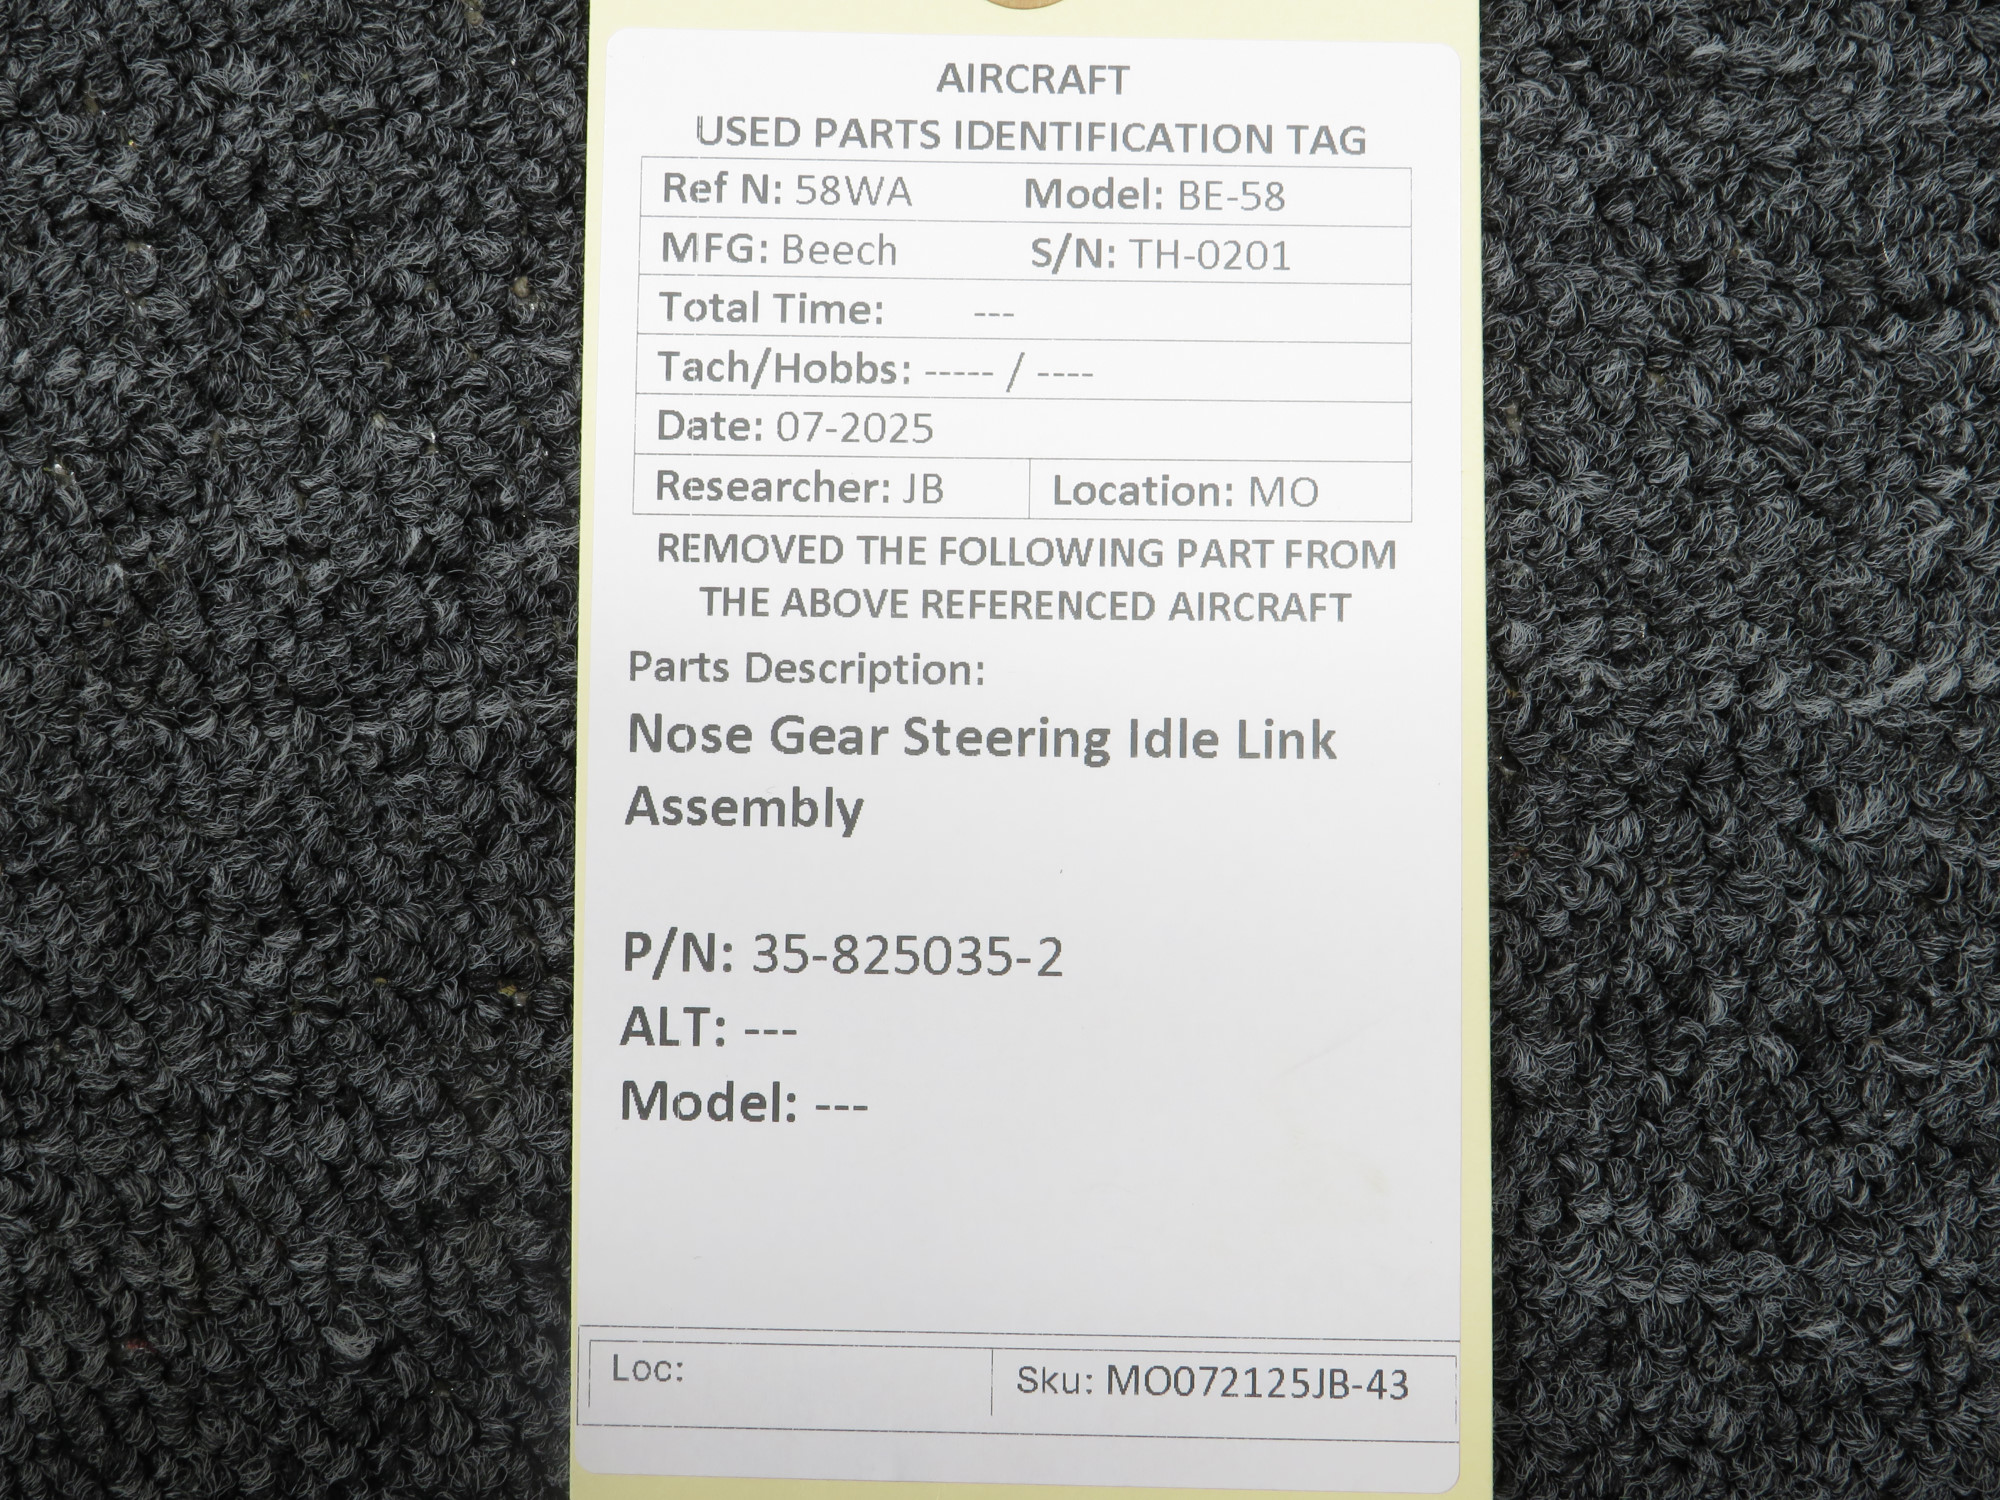 AIRCRAFT
USED PARTS IDENTIFICATION TAG
Ref N: 58WA Model: BE-58
MFG: Beech S/N: TH-0201
Total Time: ---
Tach/Hobbs: ----- / ----
Date: 07-2025
Researcher: JB Location: MO
REMOVED THE FOLLOWING PART FROM
THE ABOVE REFERENCED AIRCRAFT
Parts Description:
Nose Gear Steering Idle Link
Assembly
P/N: 35-825035-2
ALT: ---
Model: ---
Loc: Sku: MO072125JB-43